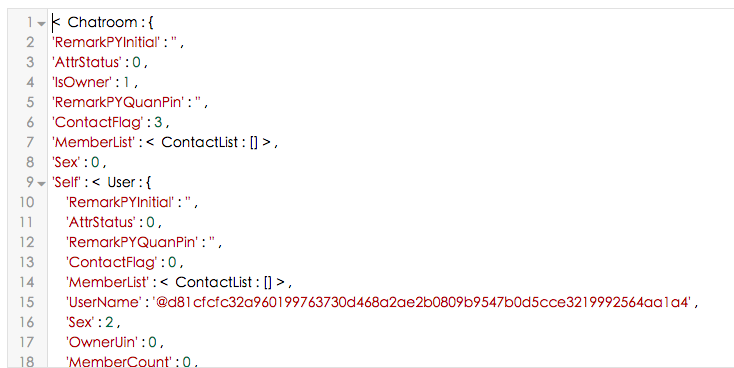 1 < Chatroom : {
2 'RemarkPYInitial' : '' ,
3 'AttrStatus' : 0 ,
4 'IsOwner' : 1 ,
5 'RemarkPYQuanPin' : '' ,
6 'ContactFlag' : 3 ,
7 'MemberList' : < ContactList : [] > ,
8 'Sex' : 0 ,
9 'Self' : < User : {
10 'RemarkPYInitial' : '' ,
11 'AttrStatus' : 0 ,
12 'RemarkPYQuanPin' : '' ,
13 'ContactFlag' : 0 ,
14 'MemberList' : < ContactList : [] > ,
15 'UserName' : '@d81cfcfc32a960199763730d468a2ae2b0809b9547b0d5cce3219992564aa1a4' ,
16 'Sex' : 2 ,
17 'OwnerUin' : 0 ,
18 'MemberCount' : 0 ,